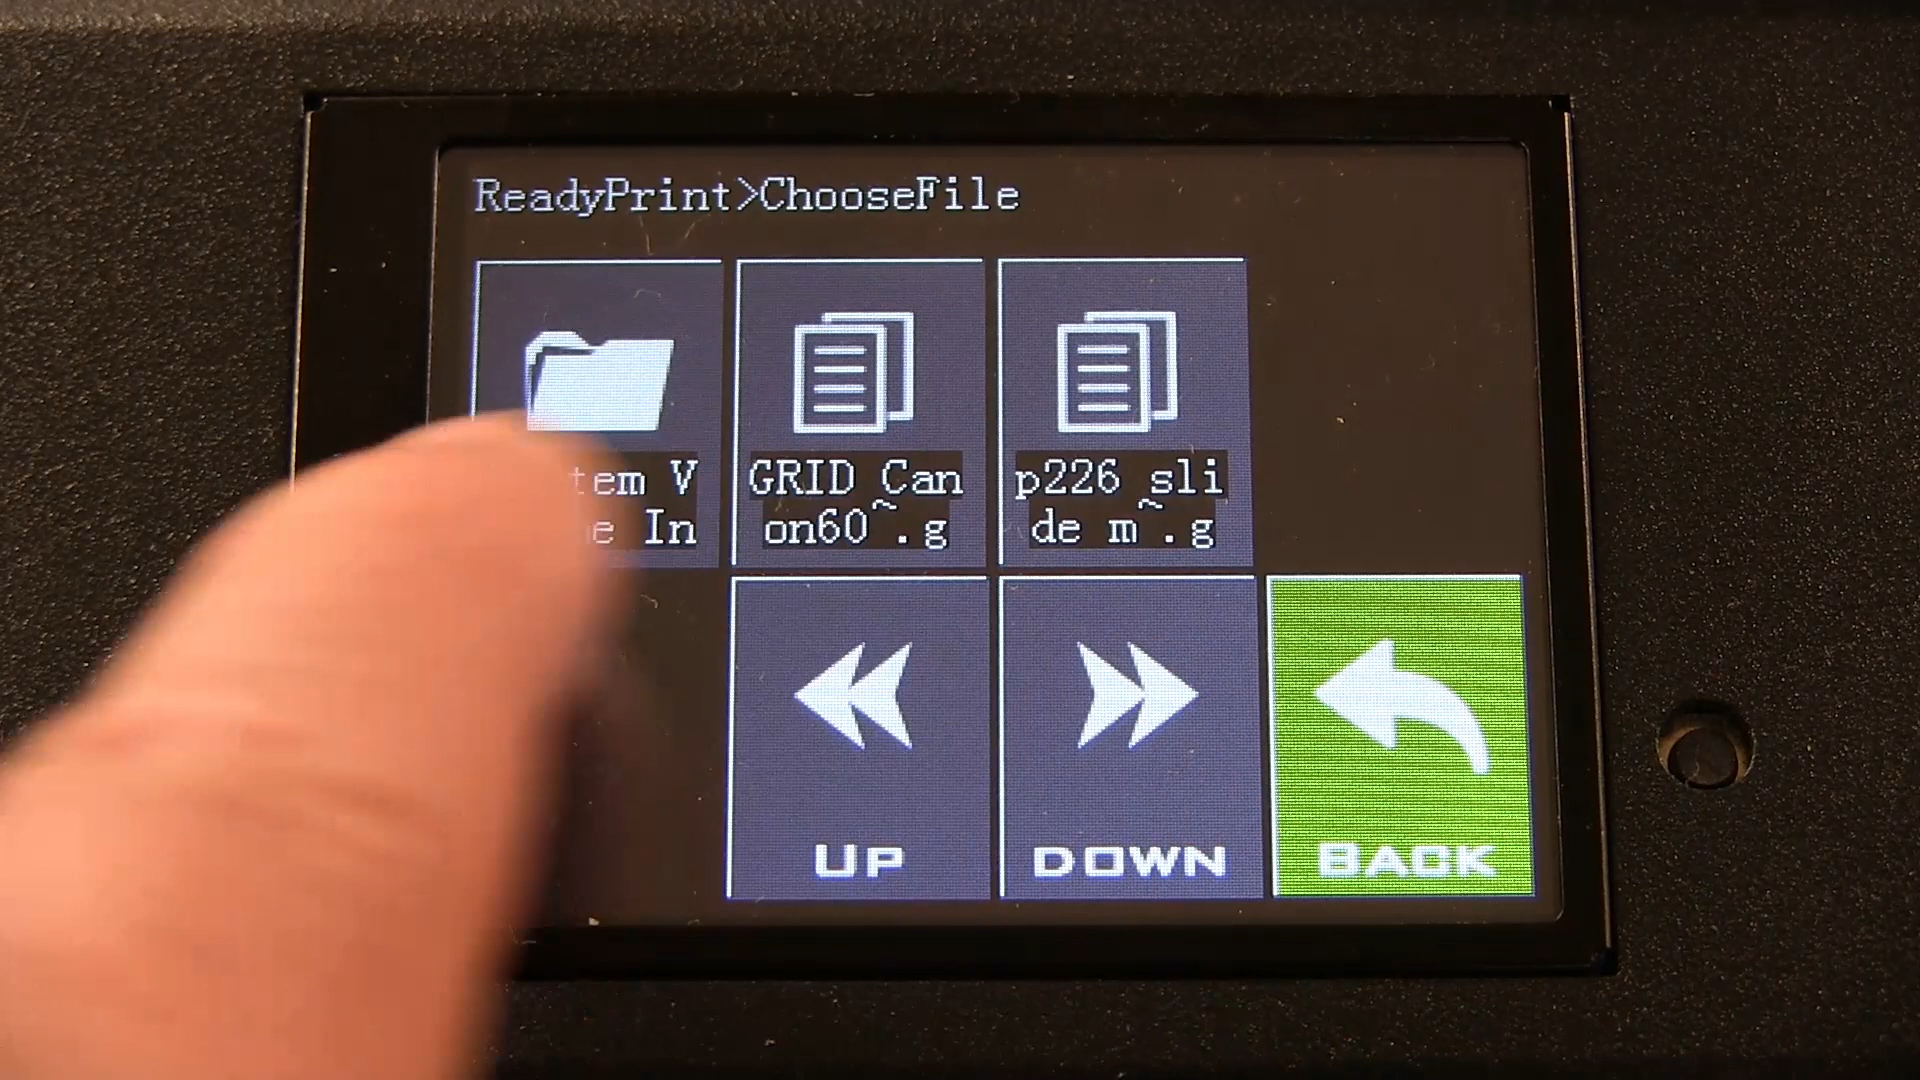 ReadyPrint>ChooseFile
tem V
e In
GRID Can
on60~.g
p226 sli
de m~.g
UP
DOWN
BACK